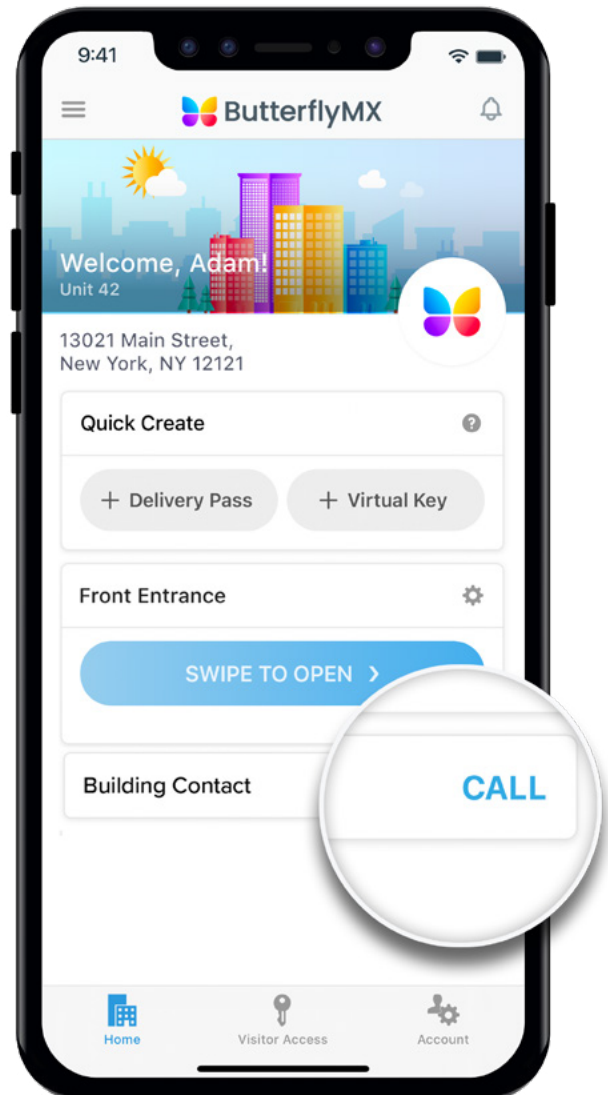 9:41
ButterflyMX
Welcome, Adam!
Unit 42
13021 Main Street,
New York, NY 12121
Quick Create
+ Delivery Pass
+ Virtual Key
Front Entrance
SWIPE TO OPEN
Building Contact
CALL
Home
Visitor Access
Account